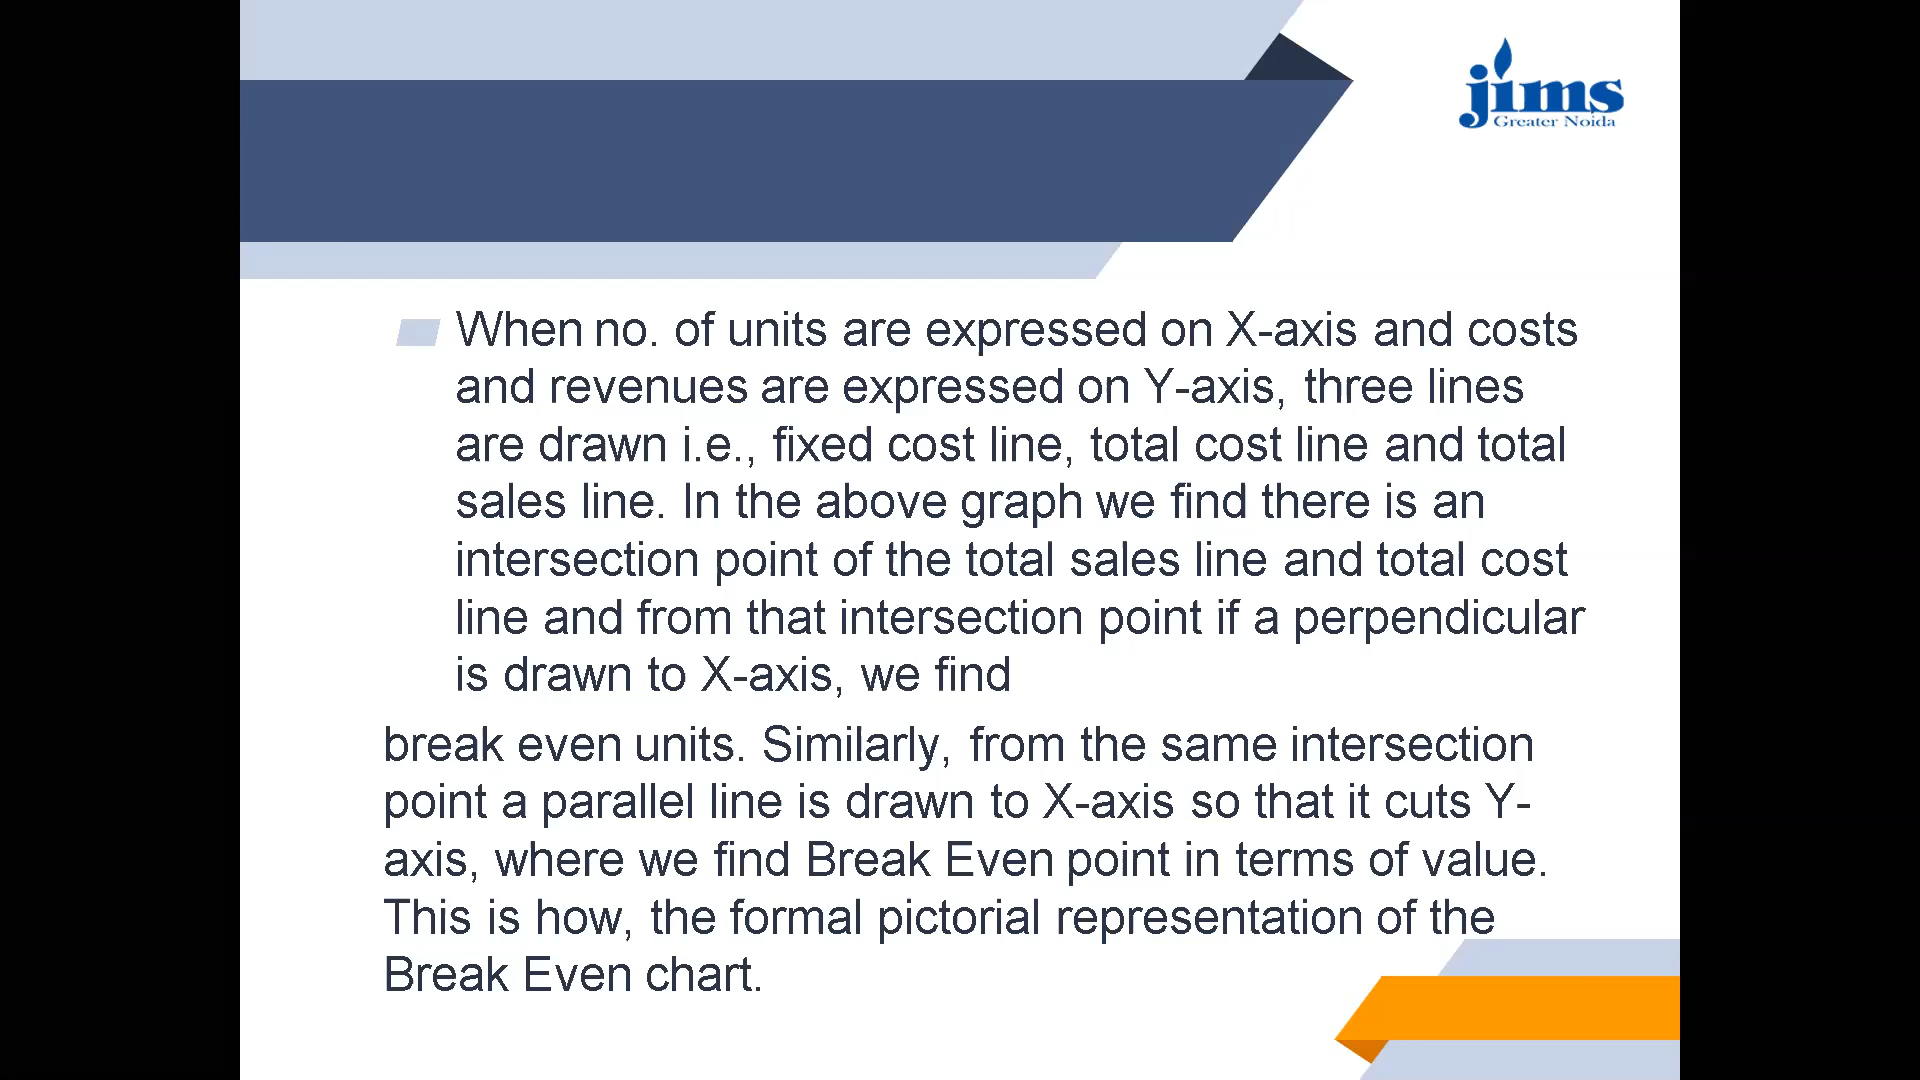 jims
Greater Noida
When no. of units are expressed on X-axis and costs
and revenues are expressed on Y-axis, three lines
are drawn i.e., fixed cost line, total cost line and total
sales line. In the above graph we find there is an
intersection point of the total sales line and total cost
line and from that intersection point if a perpendicular
is drawn to X-axis, we find
break even units. Similarly, from the same intersection
point a parallel line is drawn to X-axis so that it cuts Y-
axis, where we find Break Even point in terms of value.
This is how, the formal pictorial representation of the
Break Even chart.